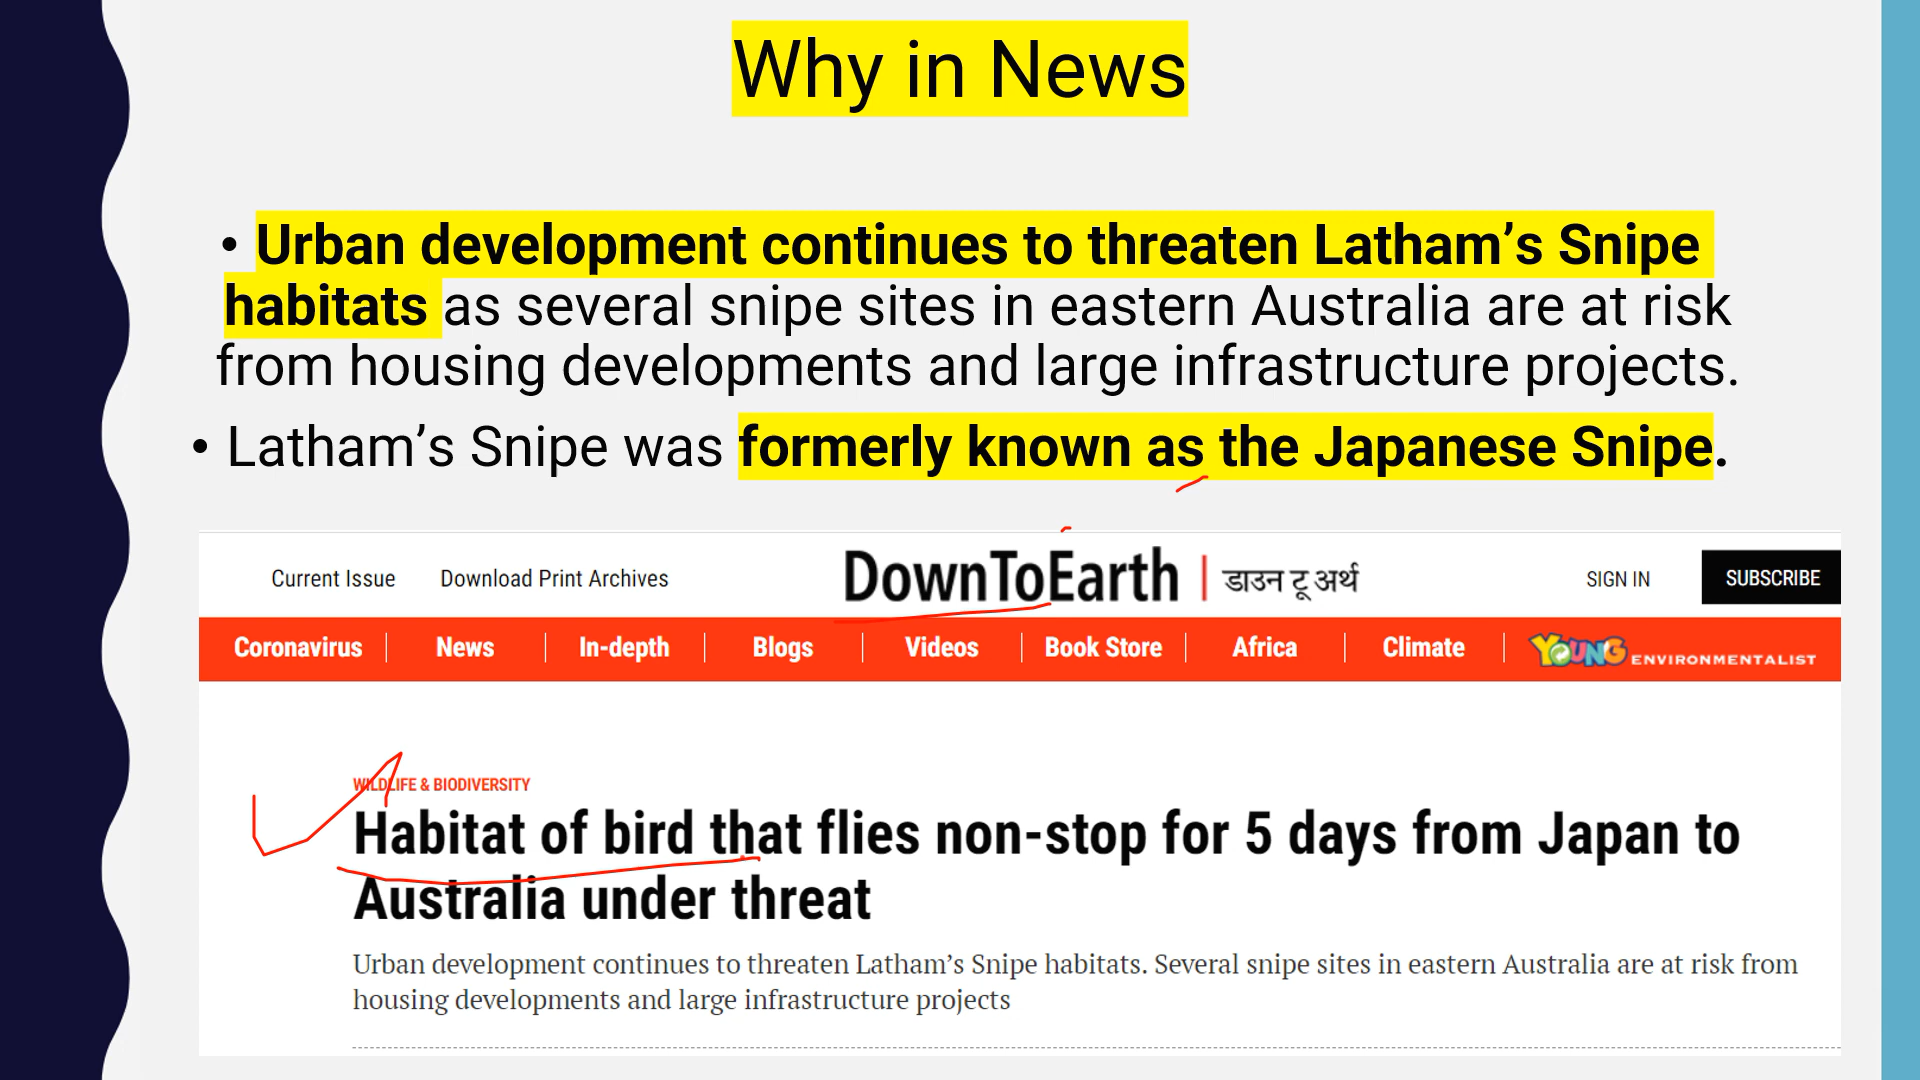 Why in News
• Urban development continues to threaten Latham’s Snipe
habitats as several snipe sites in eastern Australia are at risk
from housing developments and large infrastructure projects.
• Latham’s Snipe was formerly known as the Japanese Snipe.
Current Issue Download Print Archives DownToEarth | डाउन टू अर्थ SIGN IN SUBSCRIBE
Coronavirus News In-depth Blogs Videos Book Store Africa Climate YOUNG ENVIRONMENTALIST
WILDLIFE & BIODIVERSITY
Habitat of bird that flies non-stop for 5 days from Japan to
Australia under threat
Urban development continues to threaten Latham’s Snipe habitats. Several snipe sites in eastern Australia are at risk from
housing developments and large infrastructure projects